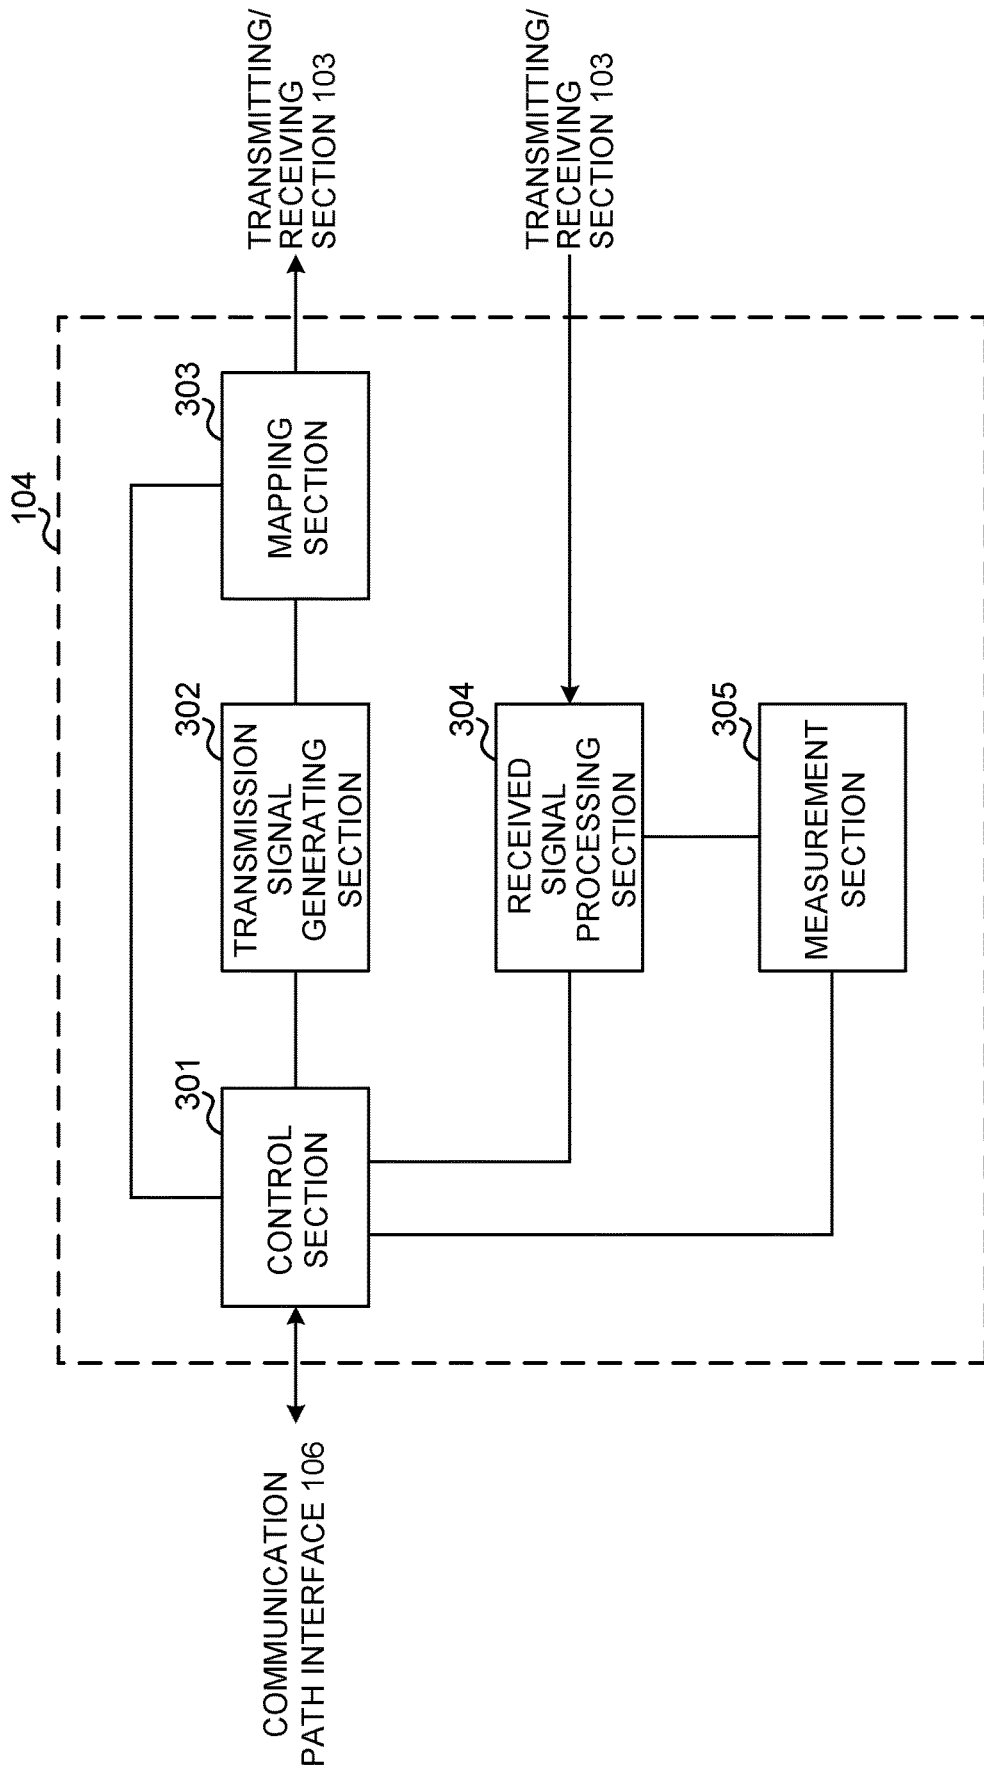 104
COMMUNICATION
PATH INTERFACE 106
301
CONTROL
SECTION
302
TRANSMISSION
SIGNAL
GENERATING
SECTION
303
MAPPING
SECTION
TRANSMITTING/
RECEIVING
SECTION 103
304
RECEIVED
SIGNAL
PROCESSING
SECTION
TRANSMITTING/
RECEIVING
SECTION 103
305
MEASUREMENT
SECTION